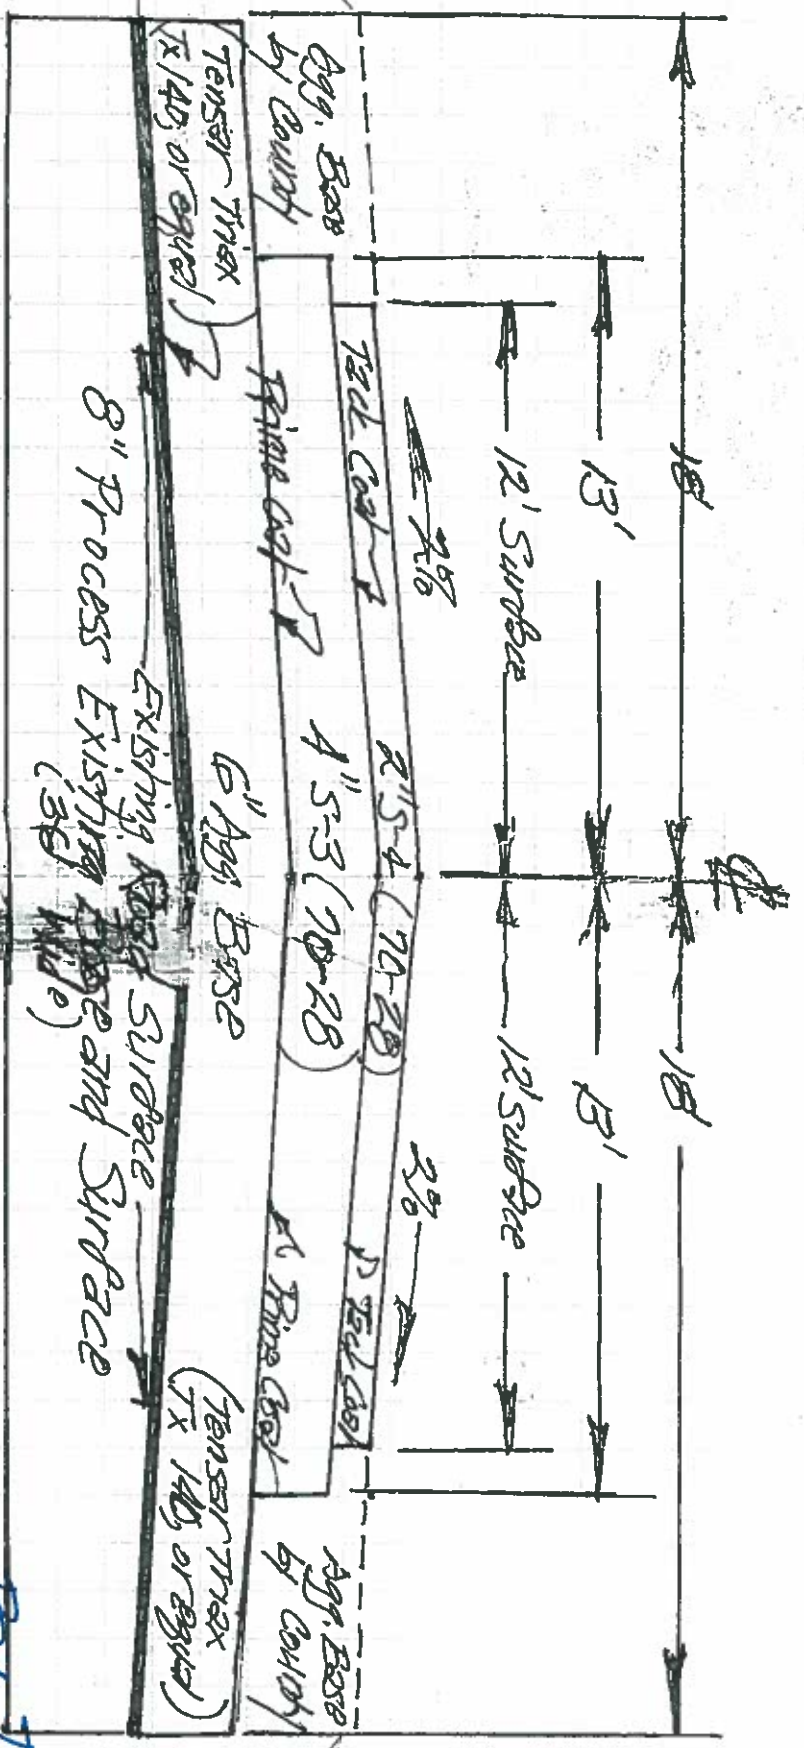 18'
18'
13'
13'
12' Surface
12' Surface
2%
2%
Tack Coat
2" S-4 (70-28)
Tack Coat
Agg. Base
by County
Prime Coat
4" S-3 (70-28)
Prime Coat
Agg. Base
by County
Tensar Triax
TX 140, or equal)
6" Agg. Base
(Tensar Triax
TX 140, or equal)
Existing Road Surface
8" Process Existing Base and Surface
Wide)